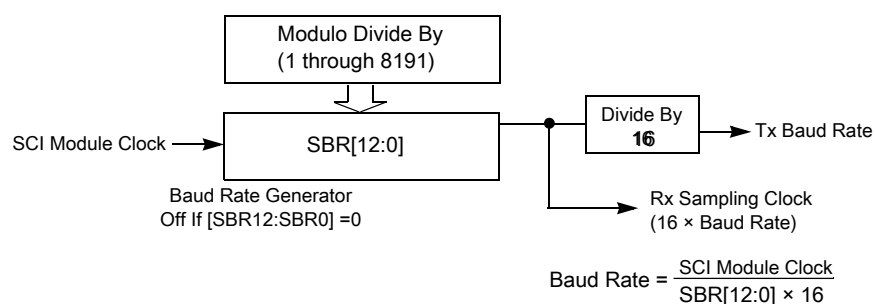 Modulo Divide By
(1 through 8191)
SCI Module Clock
SBR[12:0]
Divide By
16
Tx Baud Rate
Baud Rate Generator
Off If [SBR12:SBR0] =0
Rx Sampling Clock
(16 × Baud Rate)
Baud Rate = SCI Module Clock
SBR[12:0] × 16